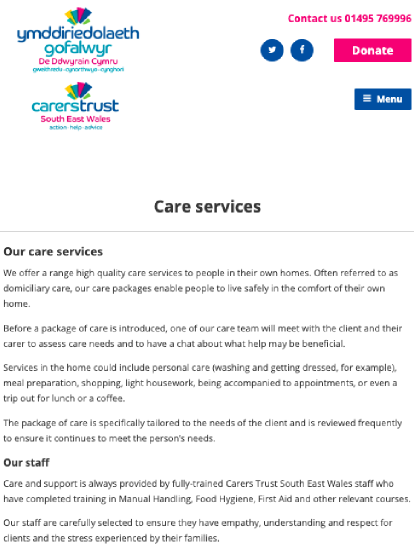 ymddiriedolaeth
gofalwyr
De Ddwyrain Cymru
gweithredu · cynorthwyo · cynghori
carerstrust
South East Wales
action · help · advice
Contact us 01495 769996
Donate
Menu
Care services
Our care services
We offer a range high quality care services to people in their own homes. Often referred to as
domiciliary care, our care packages enable people to live safely in the comfort of their own
home.
Before a package of care is introduced, one of our care team will meet with the client and their
carer to assess care needs and to have a chat about what help may be beneficial.
Services in the home could include personal care (washing and getting dressed, for example),
meal preparation, shopping, light housework, being accompanied to appointments, or even a
trip out for lunch or a coffee.
The package of care is specifically tailored to the needs of the client and is reviewed frequently
to ensure it continues to meet the person's needs.
Our staff
Care and support is always provided by fully-trained Carers Trust South East Wales staff who
have completed training in Manual Handling, Food Hygiene, First Aid and other relevant courses.
Our staff are carefully selected to ensure they have empathy, understanding and respect for
clients and the stress experienced by their families.